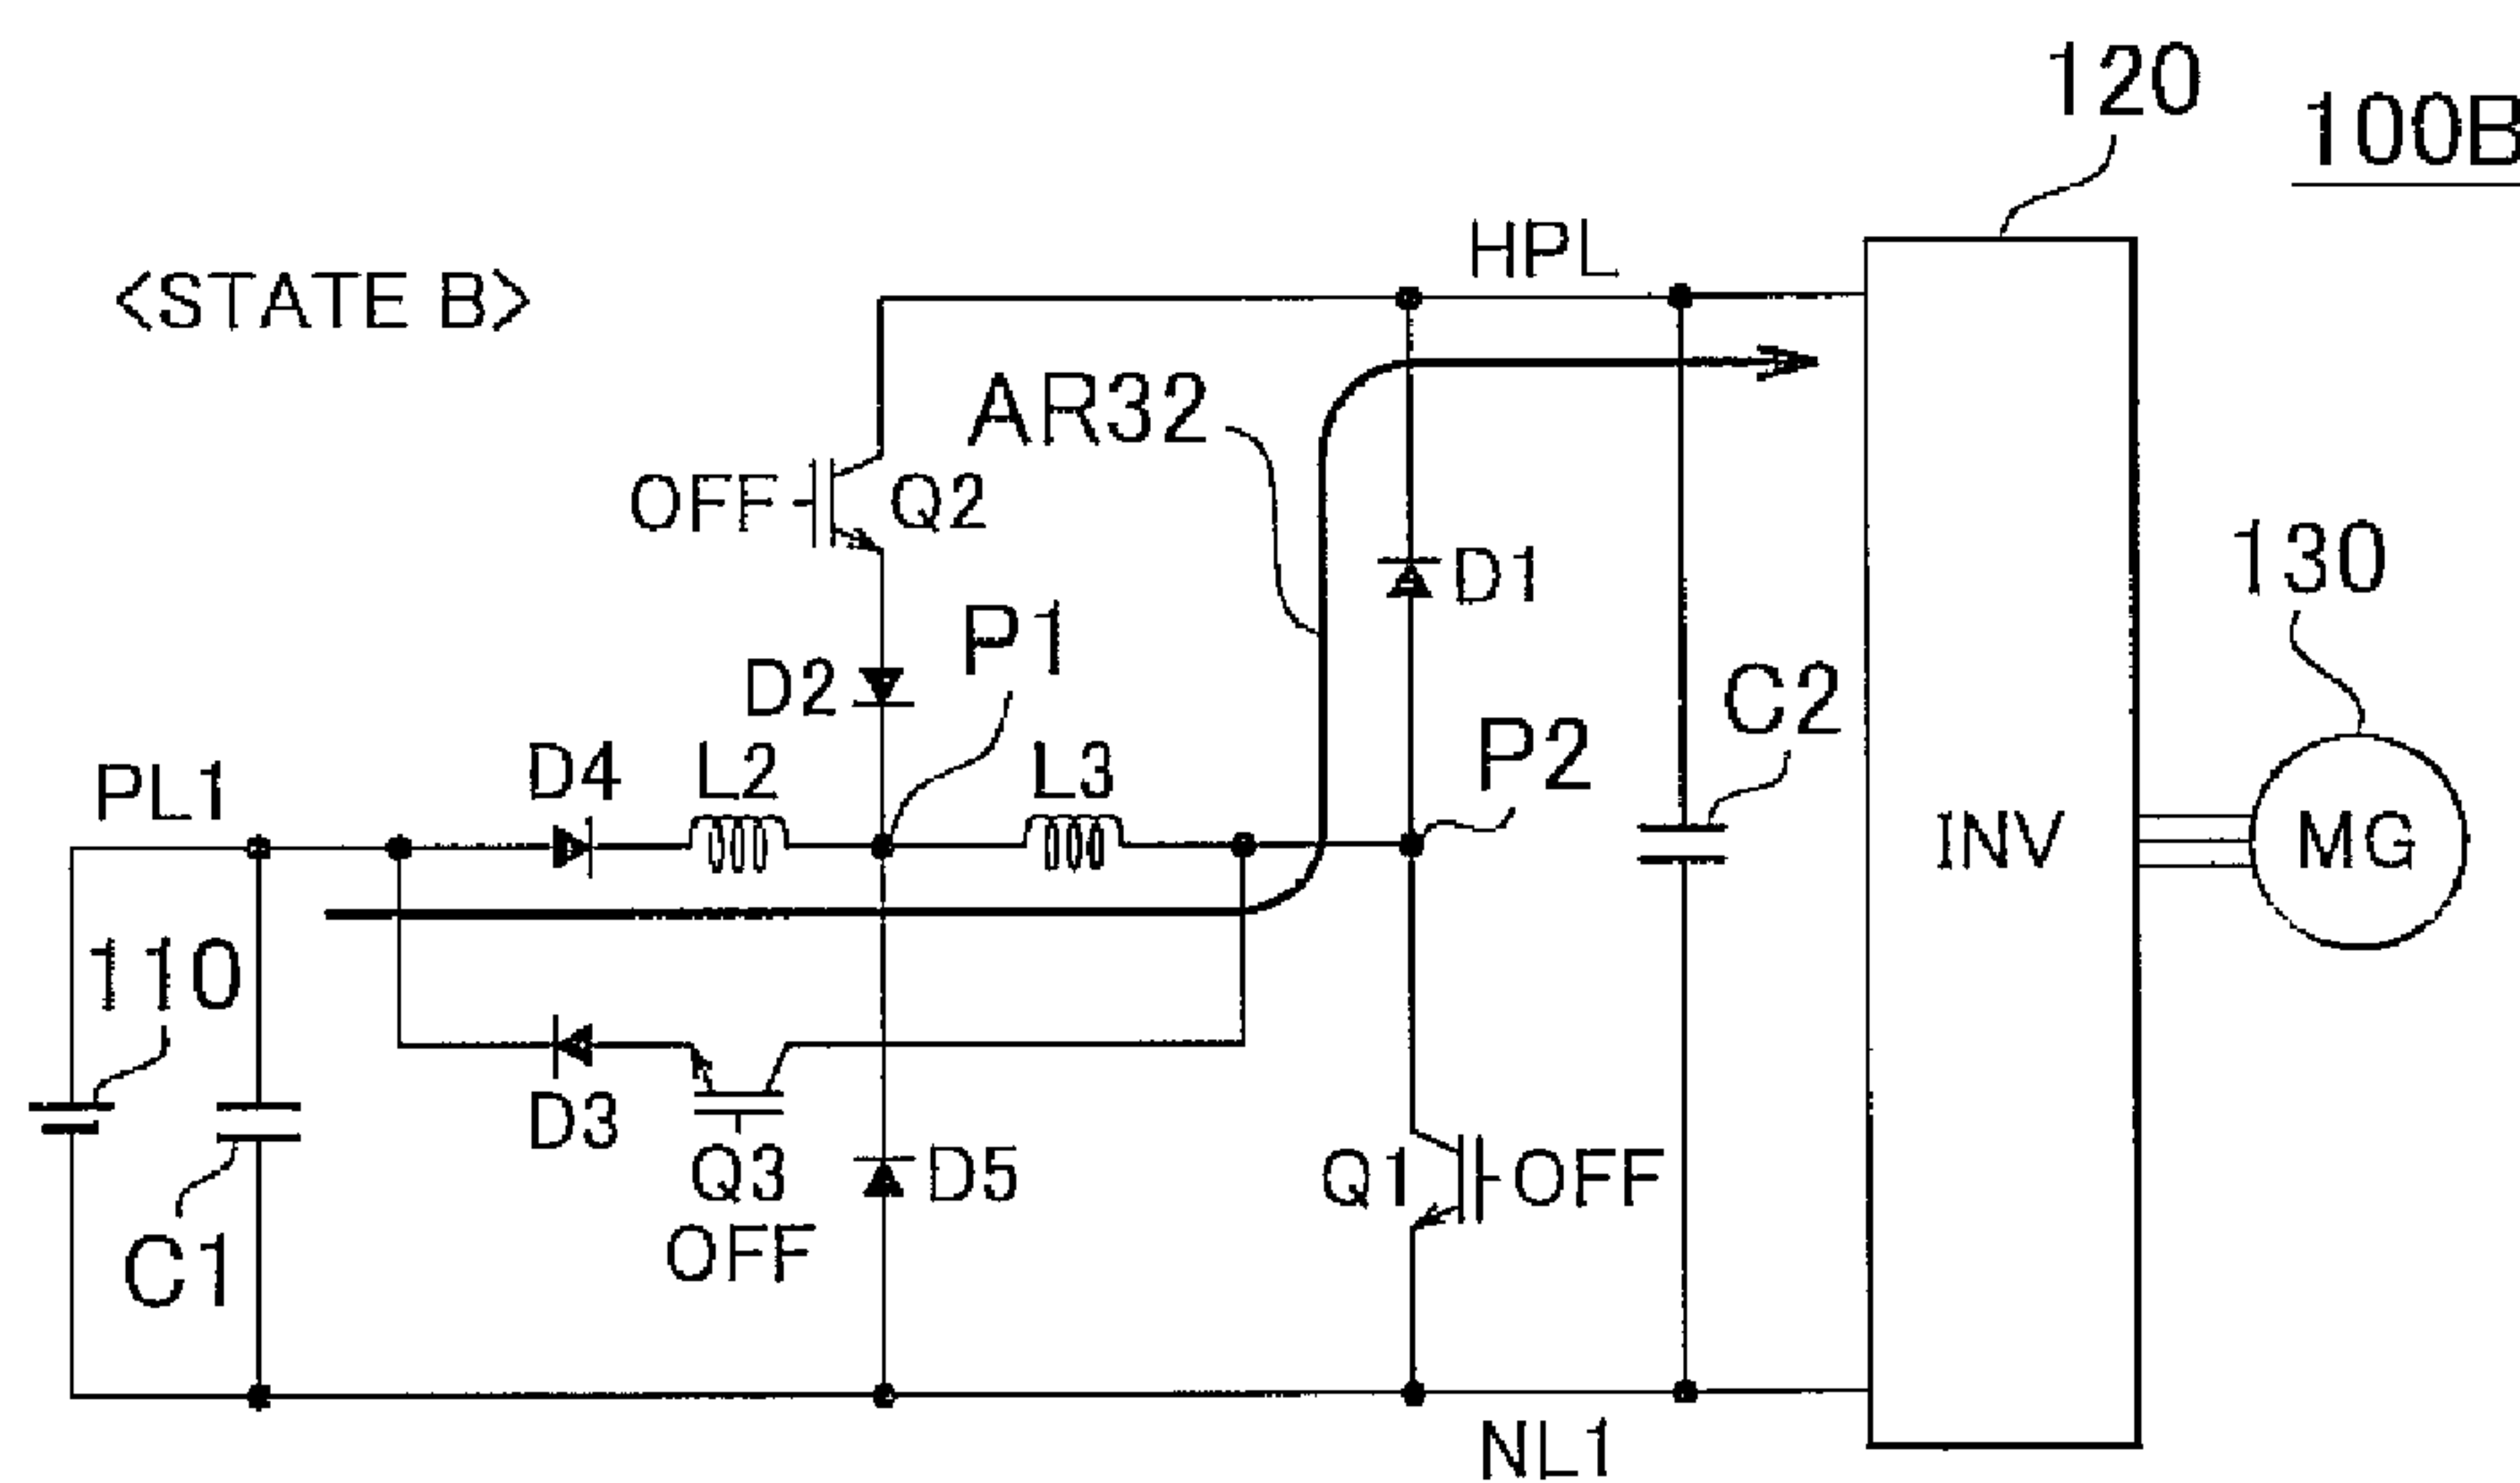 120
100B
<STATE B>
HPL
AR32
OFF
Q2
D1
130
P1
D2
C2
P2
PL1
D4
L2
L3
INV
MG
110
D3
Q3
OFF
D5
Q1
OFF
C1
NL1